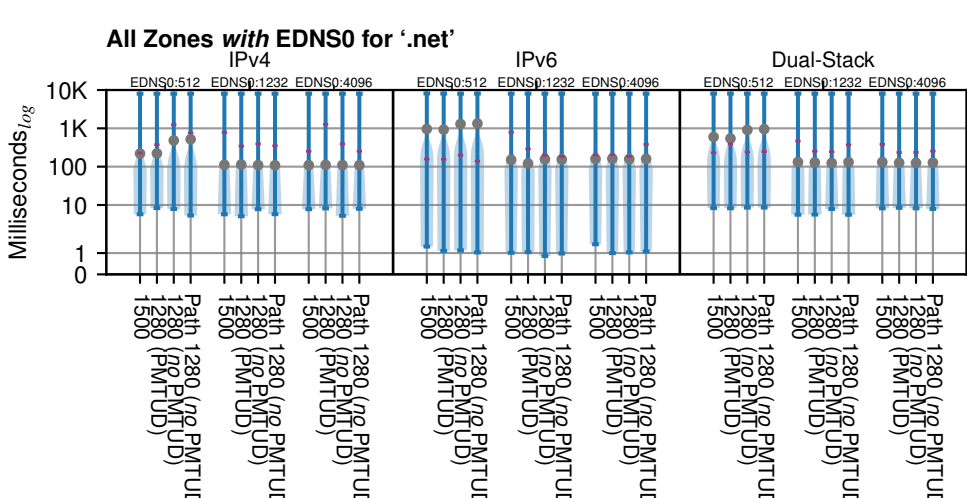 All Zones with EDNS0 for ‘.net’
IPv4
IPv6
Dual-Stack
EDNS0:512
EDNS0:1232
EDNS0:4096
EDNS0:512
EDNS0:1232
EDNS0:4096
EDNS0:512
EDNS0:1232
EDNS0:4096
Milliseconds log
10K
1K
100
10
1
0
1500
1280 (PMTUD)
1280 (no PMTUD)
Path 1280 (no PMTUD
1500
1280 (PMTUD)
1280 (no PMTUD)
Path 1280 (no PMTUD
1500
1280 (PMTUD)
1280 (no PMTUD)
Path 1280 (no PMTUD
1500
1280 (PMTUD)
1280 (no PMTUD)
Path 1280 (no PMTUD
1500
1280 (PMTUD)
1280 (no PMTUD)
Path 1280 (no PMTUD
1500
1280 (PMTUD)
1280 (no PMTUD)
Path 1280 (no PMTUD
1500
1280 (PMTUD)
1280 (no PMTUD)
Path 1280 (no PMTUD
1500
1280 (PMTUD)
1280 (no PMTUD)
Path 1280 (no PMTUD
1500
1280 (PMTUD)
1280 (no PMTUD)
Path 1280 (no PMTUD